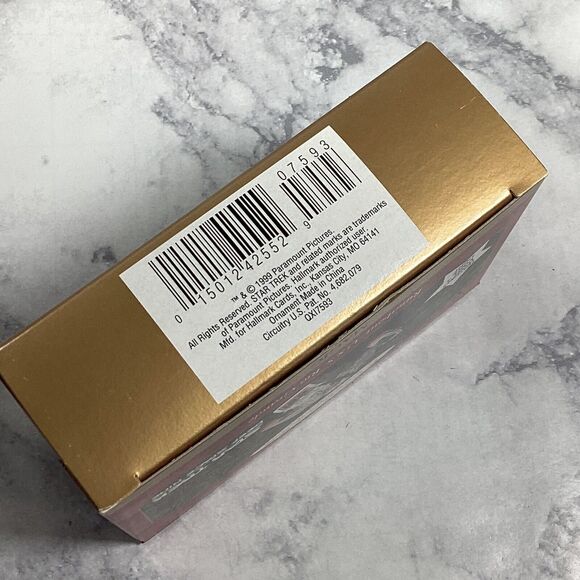 07593
0 15012 42552 9
™ & © 1999 Paramount Pictures.
All Rights Reserved. STAR TREK and related marks are trademarks
of Paramount Pictures. Hallmark authorized user.
Mfd. for Hallmark Cards, Inc. Kansas City, MO 64141
Ornament Made in China
Circuitry U.S. Pat. No. 4,682,079
QXI7593